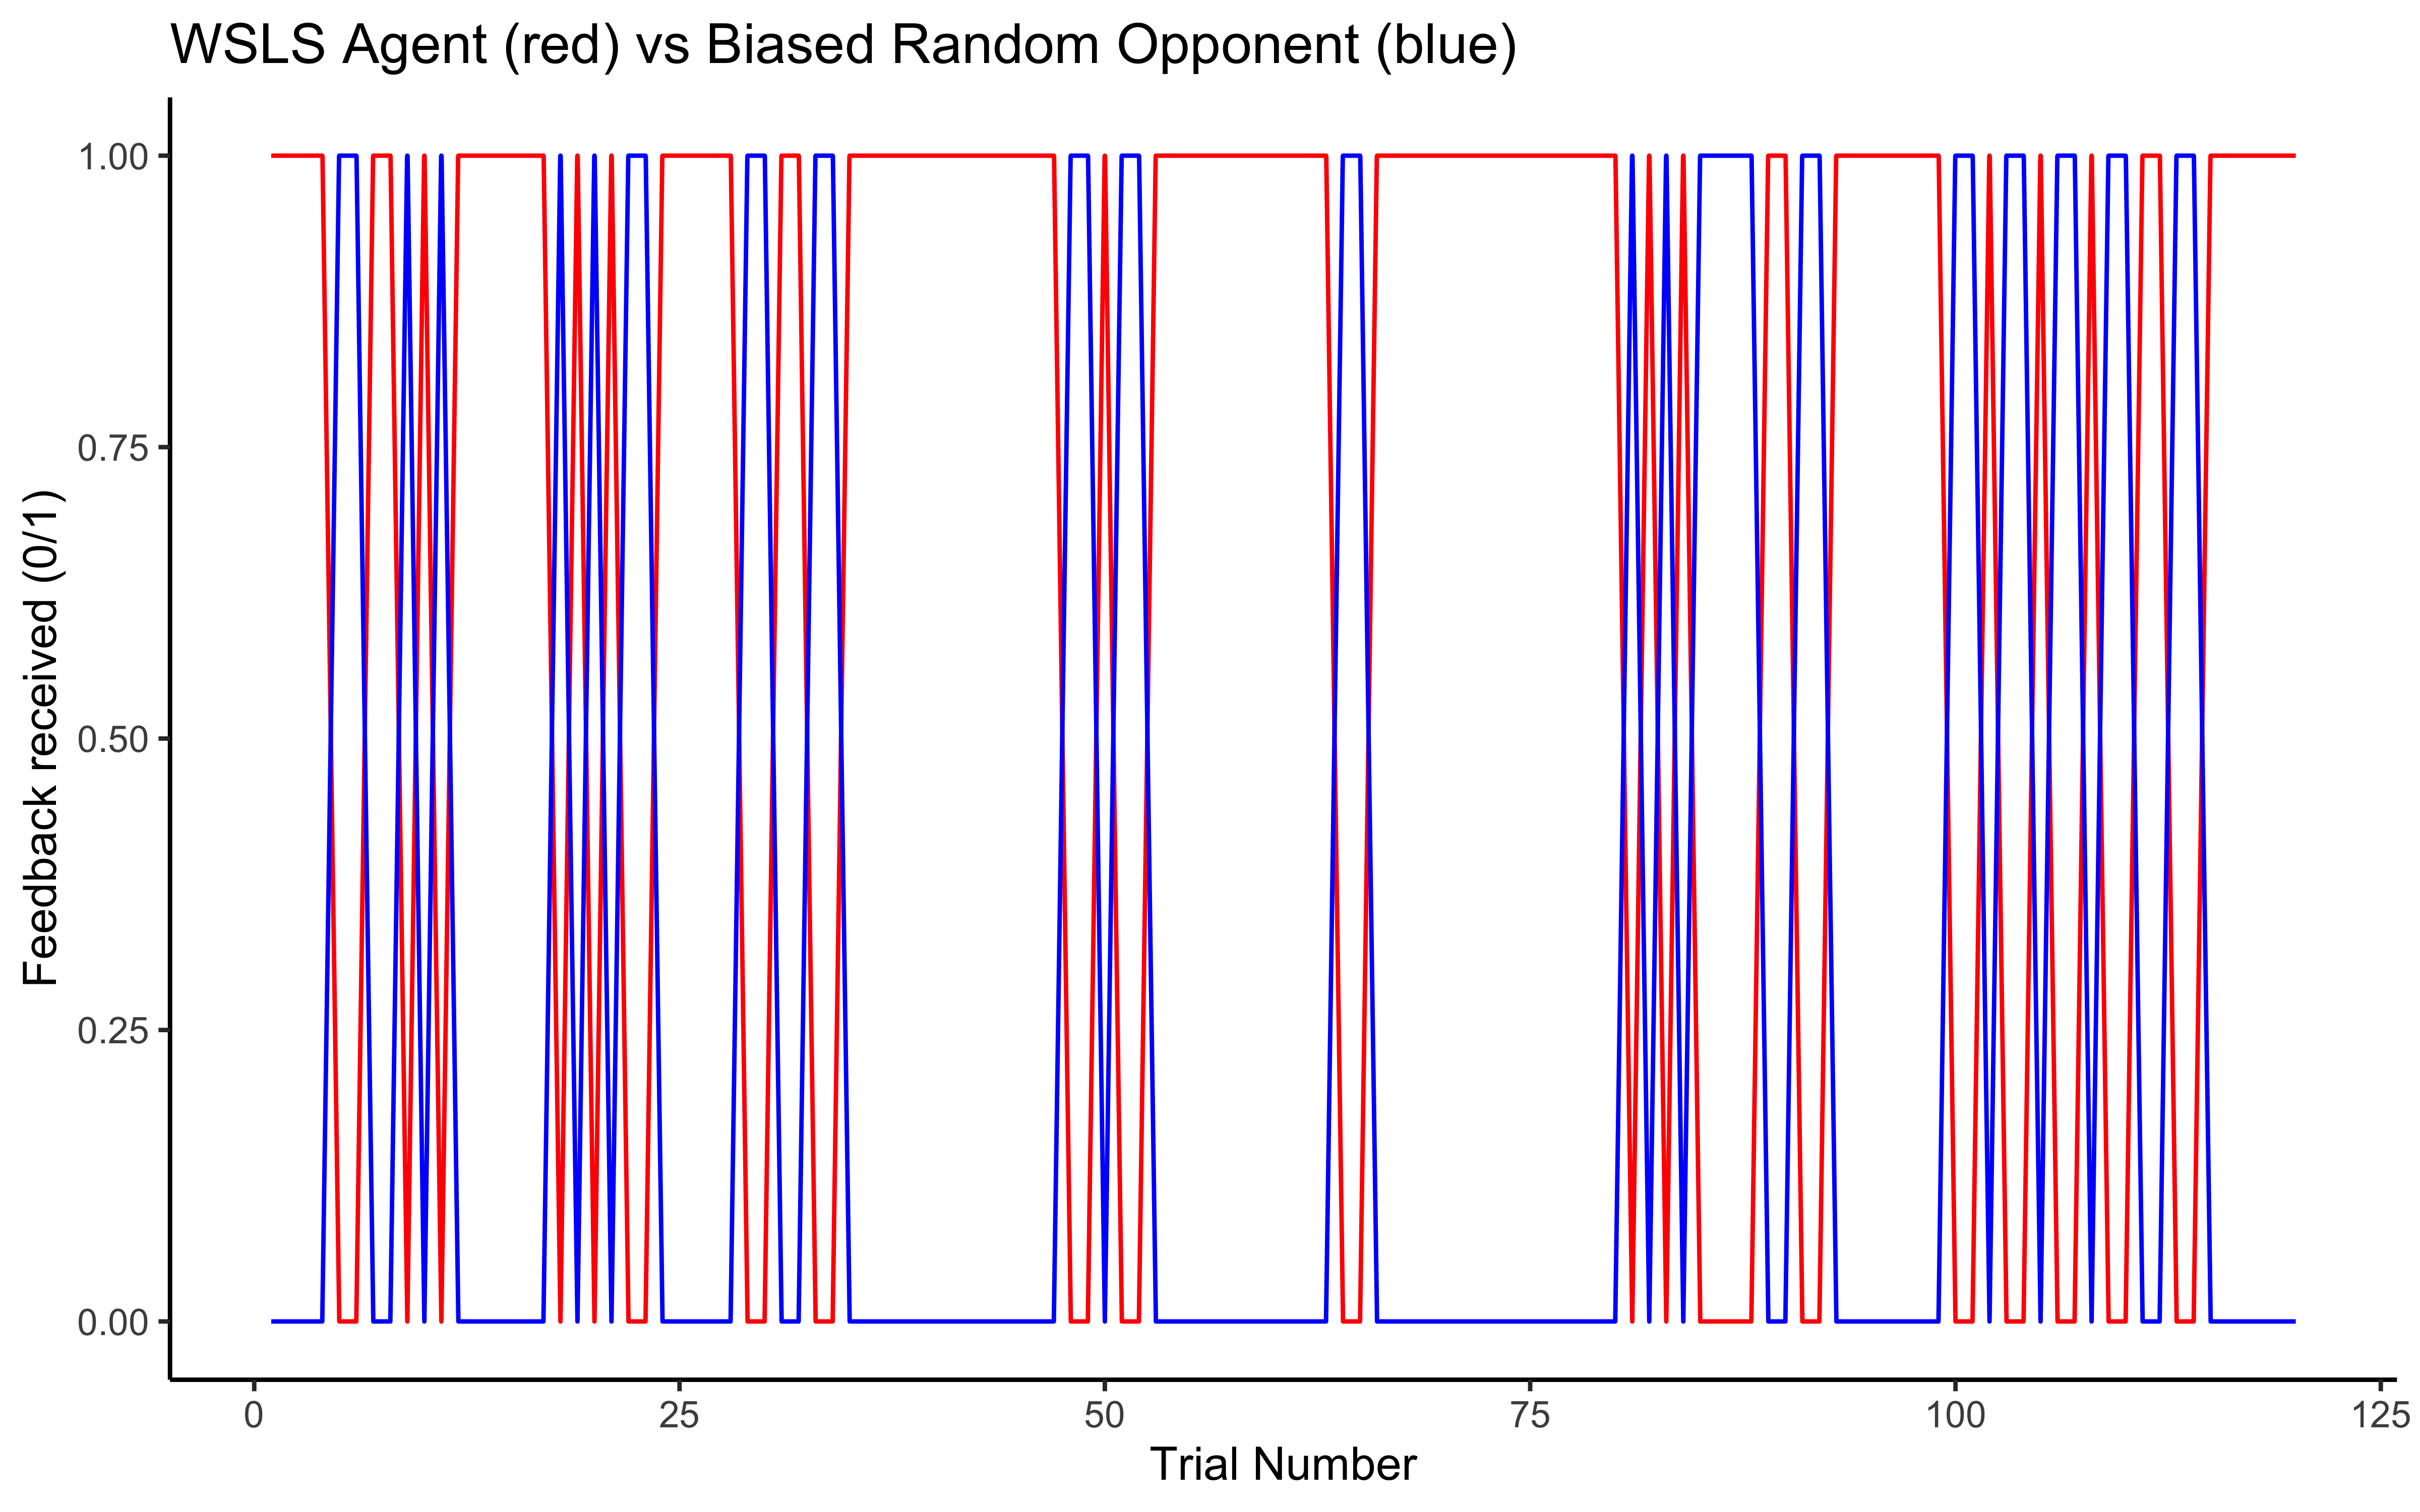 WSLS Agent (red) vs Biased Random Opponent (blue)
Feedback received (0/1)
1.00
0.75
0.50
0.25
0.00
0 25 50 75 100 125
Trial Number